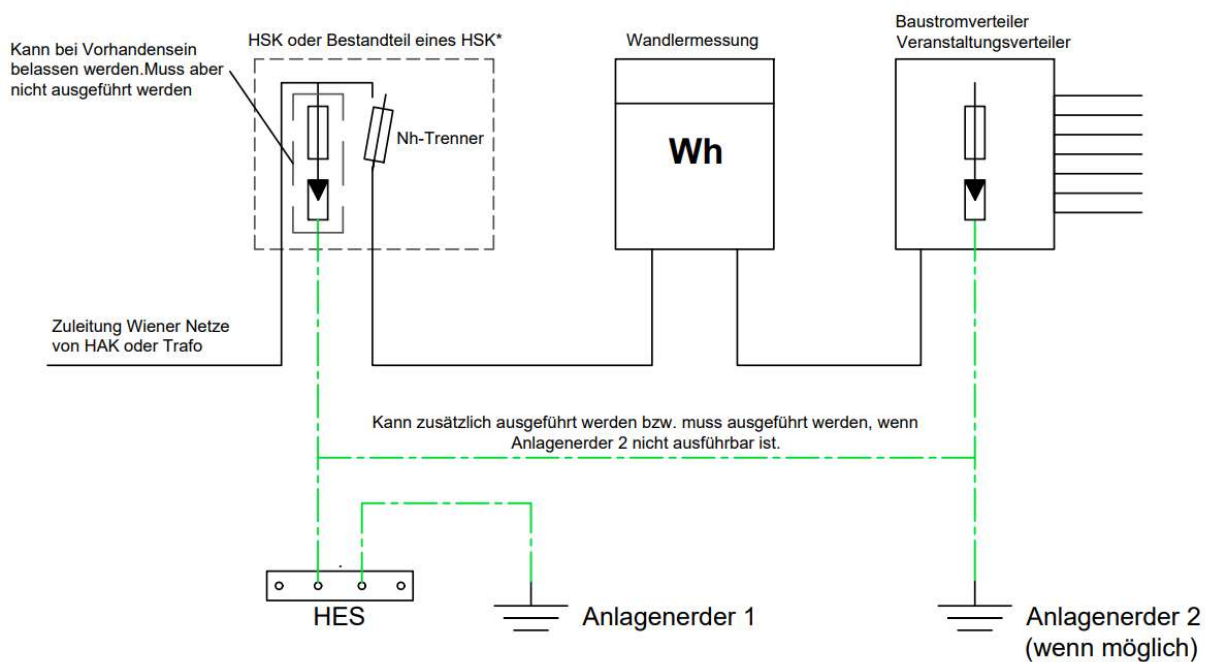 Kann bei Vorhandensein
belassen werden.Muss aber
nicht ausgeführt werden
HSK oder Bestandteil eines HSK*
Nh-Trenner
Wandlermessung
Wh
Baustromverteiler
Veranstaltungsverteiler
Zuleitung Wiener Netze
von HAK oder Trafo
Kann zusätzlich ausgeführt werden bzw. muss ausgeführt werden, wenn
Anlagenerder 2 nicht ausführbar ist.
HES
Anlagenerder 1
Anlagenerder 2
(wenn möglich)